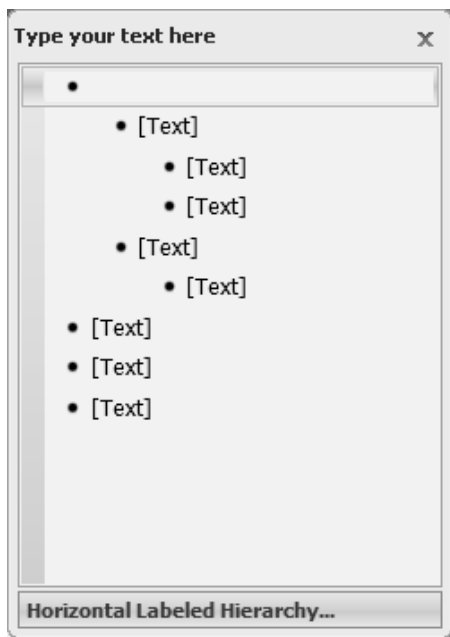 Type your text here
•
• [Text]
• [Text]
• [Text]
• [Text]
• [Text]
• [Text]
• [Text]
• [Text]
Horizontal Labeled Hierarchy...